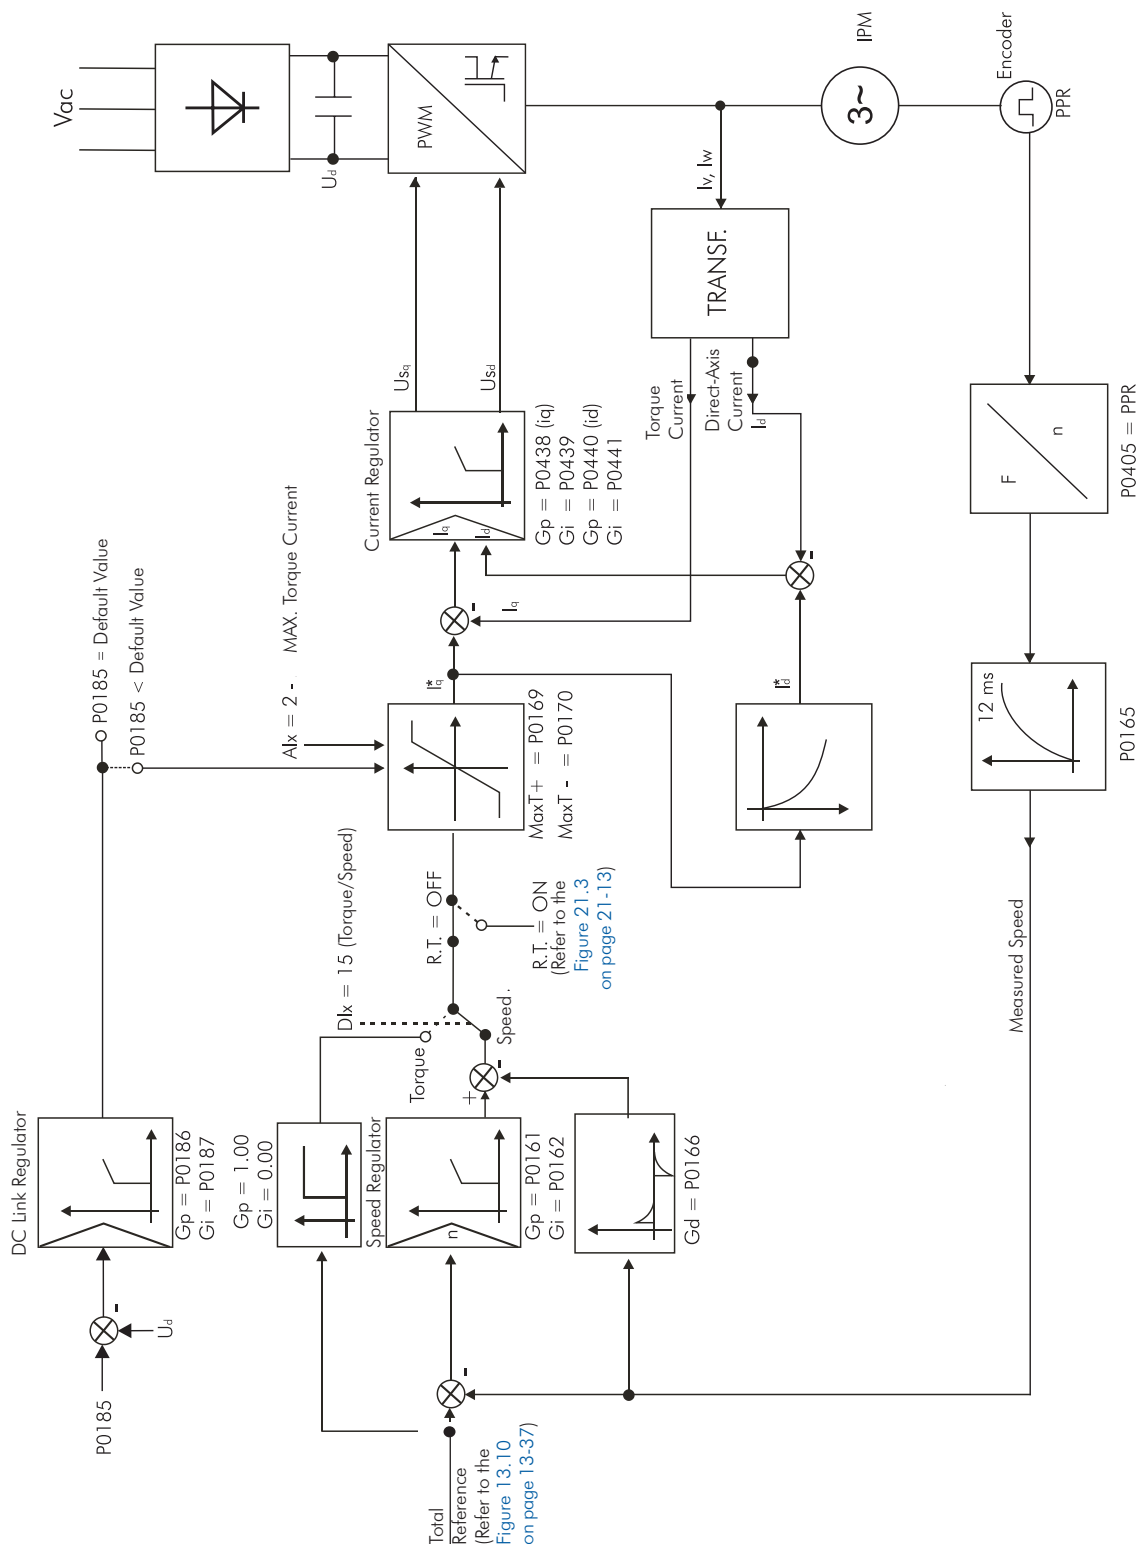 Vac
Ud
PWM
IPM
3~
Encoder
PPR
Iv, Iw
TRANSF.
Torque
Current
Direct-Axis
Current
Id
Usq
Usd
Current Regulator
Iq
Id
Gp = P0438 (iq)
Gi = P0439
Gp = P0440 (id)
Gi = P0441
F
n
P0405 = PPR
P0185 = Default Value
P0185 < Default Value
AIx = 2 - MAX. Torque Current
I*q
-
Iq
-
MaxT+ = P0169
MaxT - = P0170
I*d
12 ms
P0165
DIx = 15 (Torque/Speed)
R.T. = OFF
R.T. = ON
(Refer to the
Figure 21.3
on page 21-13)
Torque
Speed.
+
-
Measured Speed
DC Link Regulator
Gp = P0186
Gi = P0187
Gp = 1.00
Gi = 0.00
Speed Regulator
n
Gp = P0161
Gi = P0162
Gd = P0166
P0185
-
Ud
-
Total
Reference
(Refer to the
Figure 13.10
on page 13-37)